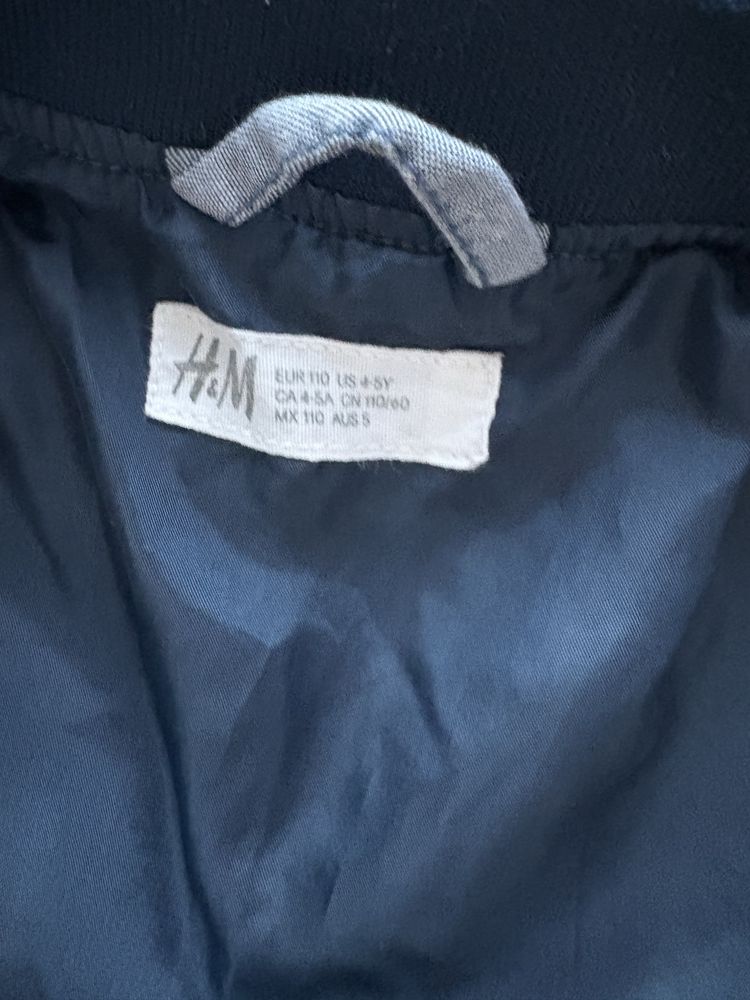 H&M
EUR 110 US 4-5Y
CA 4-5A CN 110/60
MX 110 AUS 5